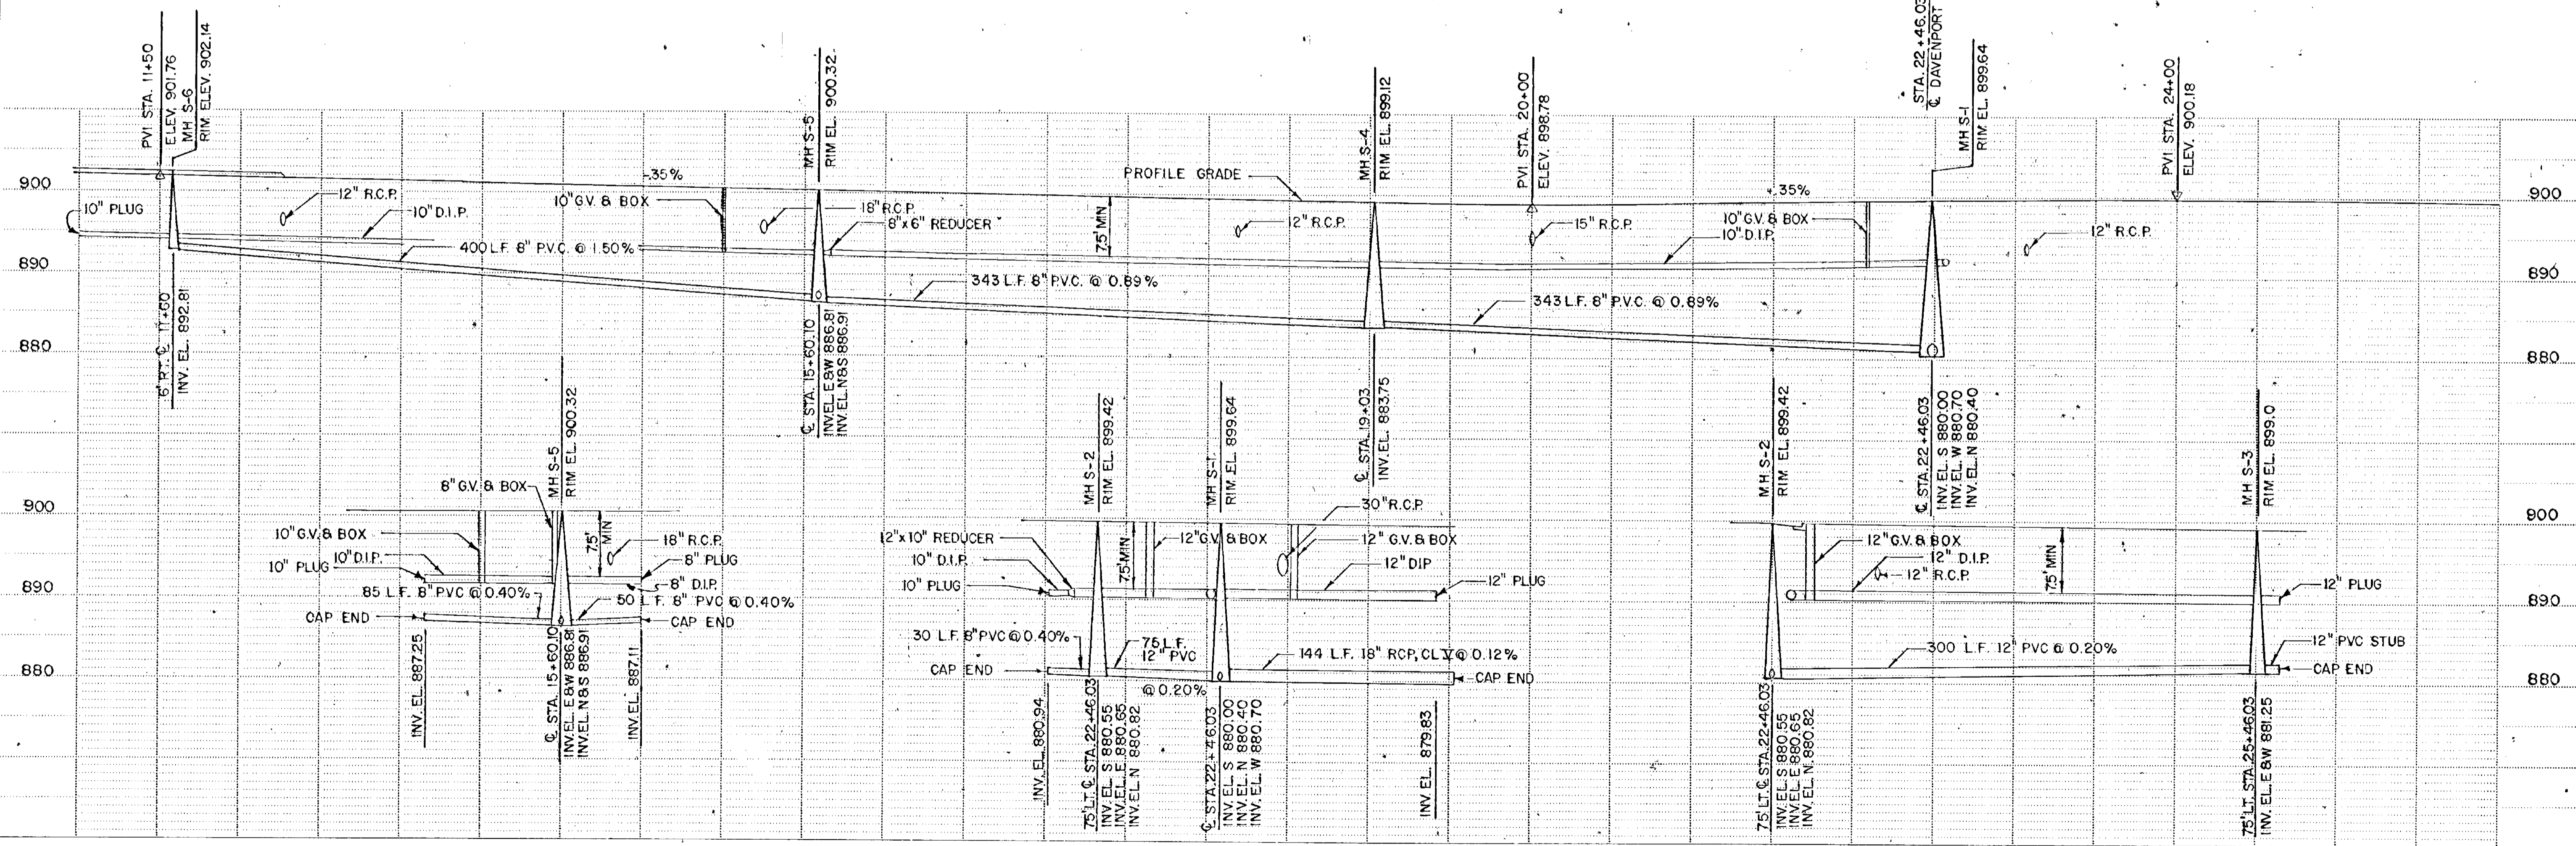 PVI STA. 11+50
ELEV. 901.76
MH S-6
RIM ELEV. 902.14
MH S-5
RIM EL. 900.32
MH S-4
RIM EL. 899.12
PVI STA. 20+00
ELEV. 898.78
STA. 22+46.03
℄ DAVENPORT
MH S-1
RIM EL. 899.64
PVI STA. 24+00
ELEV. 900.18
900
-.35%
PROFILE GRADE
+.35%
900
10" PLUG
12" R.C.P.
10" D.I.P.
10" G.V. & BOX
18" R.C.P.
8"x6" REDUCER
7.5' MIN
12" R.C.P.
15" R.C.P.
10" G.V. & BOX
10" D.I.P.
12" R.C.P.
400 L.F. 8" P.V.C. @ 1.50%
890
343 L.F. 8" P.V.C. @ 0.89%
343 L.F. 8" P.V.C. @ 0.89%
890
880
880
6' RT. ℄ 11+60
INV. EL. 892.81
℄ STA. 15+60.10
INV. EL. E&W 886.81
INV. EL. N&S 886.91
℄ STA. 19+03
INV. EL. 883.75
℄ STA. 22+46.03
INV. EL. S 880.00
INV. EL. W 880.70
INV. EL. N 880.40
900
900
890
890
880
880
MH S-5
RIM EL. 900.32
8" G.V. & BOX
10" G.V. & BOX
7.5' MIN
18" R.C.P.
10" D.I.P.
10" PLUG
8" PLUG
8" D.I.P.
85 L.F. 8" PVC @ 0.40%
50 L.F. 8" PVC @ 0.40%
CAP END
CAP END
INV. EL. 887.25
℄ STA. 15+60.10
INV. EL. E&W 886.81
INV. EL. N&S 886.91
INV. EL. 887.11
MH S-2
RIM EL. 899.42
MH S-1
RIM EL. 899.64
30" R.C.P.
12"x10" REDUCER
10" D.I.P.
10" PLUG
7.5' MIN
12" G.V. & BOX
12" G.V. & BOX
12" DIP
12" PLUG
30 L.F. 8" PVC @ 0.40%
75 L.F.
12" PVC
@ 0.20%
144 L.F. 18" RCP, CL V @ 0.12%
CAP END
CAP END
INV. EL. 880.94
75' LT. ℄ STA. 22+46.03
INV. EL. S 880.55
INV. EL. E 880.65
INV. EL. N 880.82
℄ STA. 22+46.03
INV. EL. S 880.00
INV. EL. N 880.40
INV. EL. W 880.70
INV. EL. 879.83
MH S-2
RIM EL. 899.42
MH S-3
RIM EL. 899.0
12" G.V. & BOX
12" D.I.P.
12" R.C.P.
7.5' MIN
12" PLUG
300 L.F. 12" PVC @ 0.20%
12" PVC STUB
CAP END
75' LT. ℄ STA. 22+46.03
INV. EL. S 880.55
INV. EL. E 880.65
INV. EL. N 880.82
75' LT. STA. 25+46.03
INV. EL. E&W 881.25